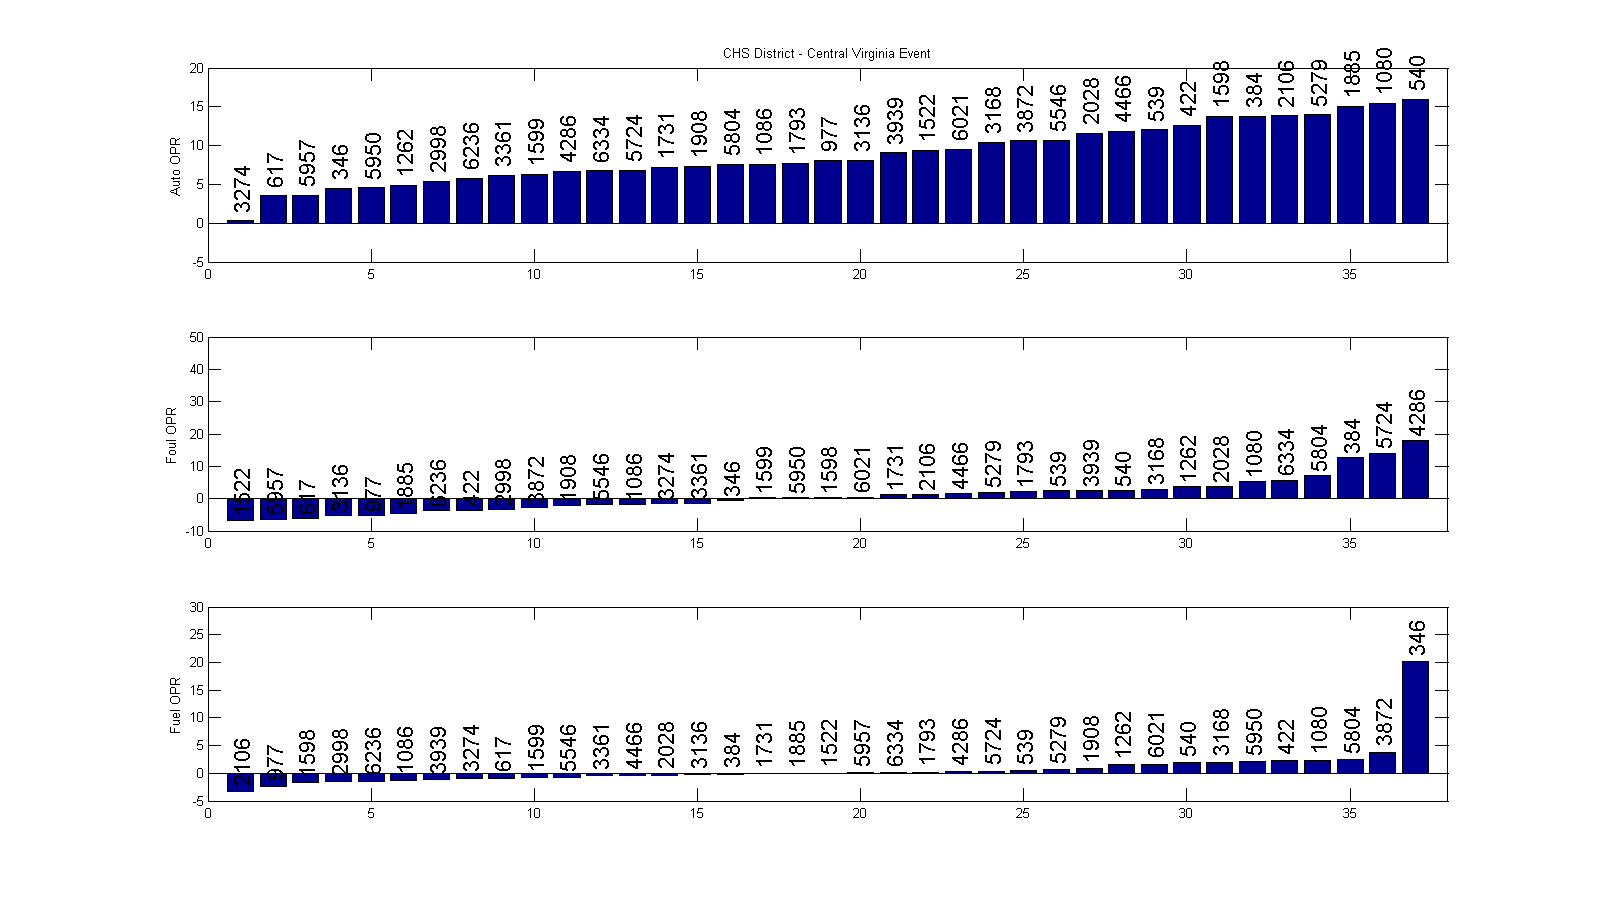 CHS District - Central Virginia Event
Auto OPR
20
15
10
5
0
-5
3274 617 5957 346 5950 1262 2998 6236 3361 1599 4286 6334 5724 1731 1908 5804 1086 1793 977 3136 3939 1522 6021 3168 3872 5546 2028 4466 539 422 1598 384 2106 5279 1885 1080 540
0 5 10 15 20 25 30 35
Foul OPR
50
40
30
20
10
0
-10
1522 5957 617 3136 977 1885 6236 422 2998 3872 1908 5546 1086 3274 3361 346 1599 5950 1598 6021 1731 2106 4466 5279 1793 539 3939 540 3168 1262 2028 1080 6334 5804 384 5724 4286
0 5 10 15 20 25 30 35
Fuel OPR
30
25
20
15
10
5
0
-5
2106 977 1598 2998 6236 1086 3939 3274 617 1599 5546 3361 4466 2028 3136 384 1731 1885 1522 5957 6334 1793 4286 5724 539 5279 1908 1262 6021 540 3168 5950 422 1080 5804 3872 346
0 5 10 15 20 25 30 35